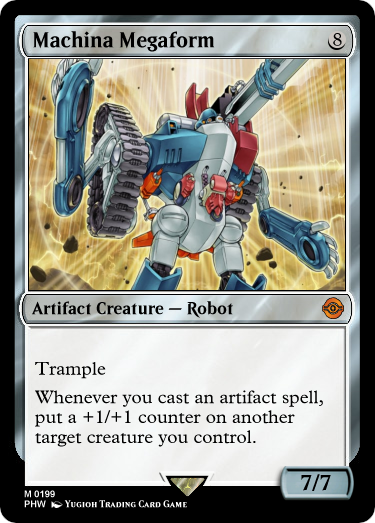 Machina Megaform 8
Artifact Creature — Robot
Trample
Whenever you cast an artifact spell,
put a +1/+1 counter on another
target creature you control.
7/7
M 0199
PHW Yugioh Trading Card Game